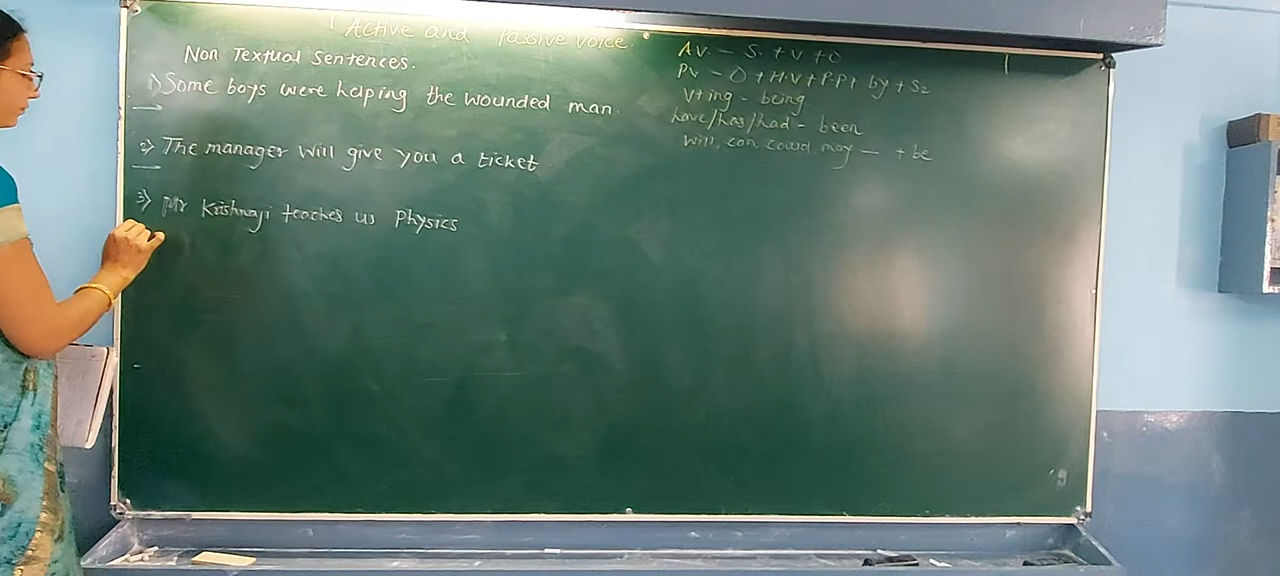 Active and Passive Voice.
Non Textual Sentences.
1) Some boys were helping the wounded man.
2) The manager will give you a ticket
3) Mr Krishnaji teaches us Physics
AV. - S. + V + O
PV - O + H.V + P.P + by + S2
V+ing - being
have/has/had - been
will, can, could, may — + be